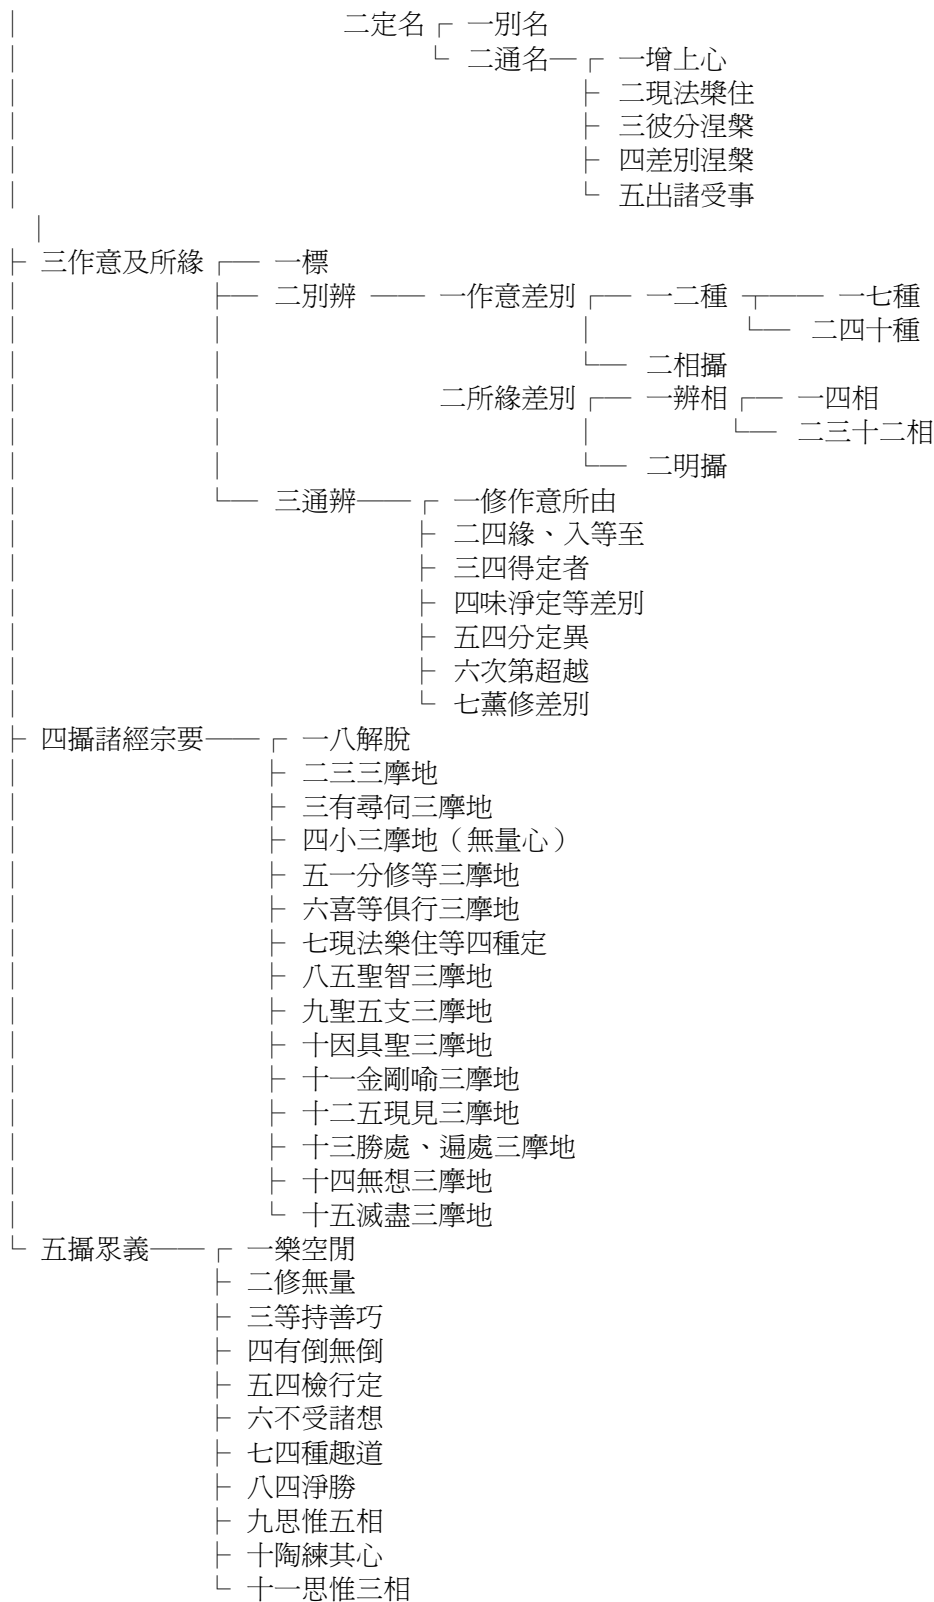 二定名 一別名
二通名 一增上心
二現法槳住
三彼分涅槃
四差別涅槃
五出諸受事
三作意及所緣 一標
二別辨 一作意差別 一二種 一七種
二四十種
二相攝
二所緣差別 一辨相 一四相
二三十二相
二明攝
三通辨 一修作意所由
二四緣、入等至
三四得定者
四味淨定等差別
五四分定異
六次第超越
七薰修差別
四攝諸經宗要 一八解脫
二三三摩地
三有尋伺三摩地
四小三摩地（無量心）
五一分修等三摩地
六喜等俱行三摩地
七現法樂住等四種定
八五聖智三摩地
九聖五支三摩地
十因具聖三摩地
十一金剛喻三摩地
十二五現見三摩地
十三勝處、遍處三摩地
十四無想三摩地
十五滅盡三摩地
五攝眾義 一樂空閒
二修無量
三等持善巧
四有倒無倒
五四檢行定
六不受諸想
七四種趣道
八四淨勝
九思惟五相
十陶練其心
十一思惟三相